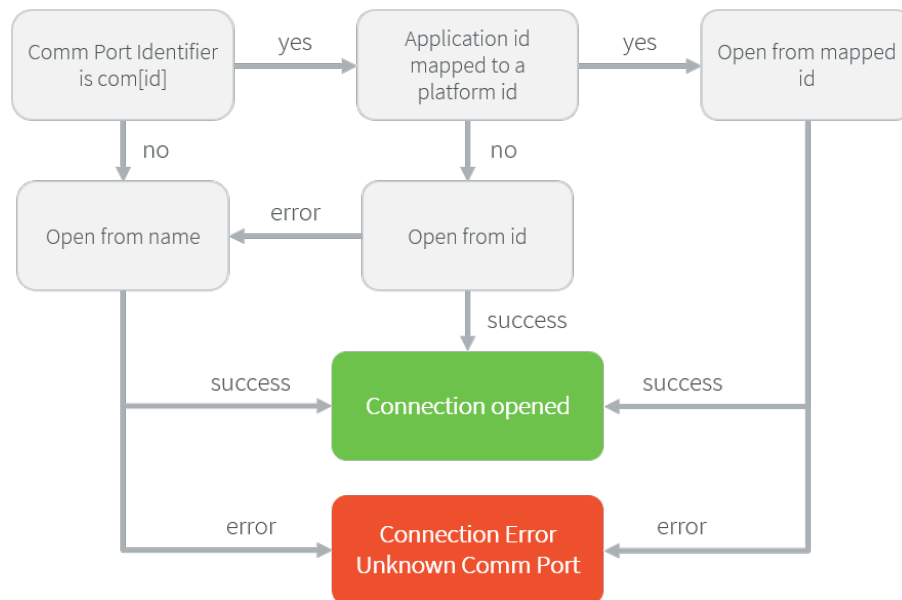 Comm Port Identifier
is com[id]
yes
Application id
mapped to a
platform id
yes
Open from mapped
id
no
no
Open from name
error
Open from id
success
success
Connection opened
success
error
Connection Error
Unknown Comm Port
error